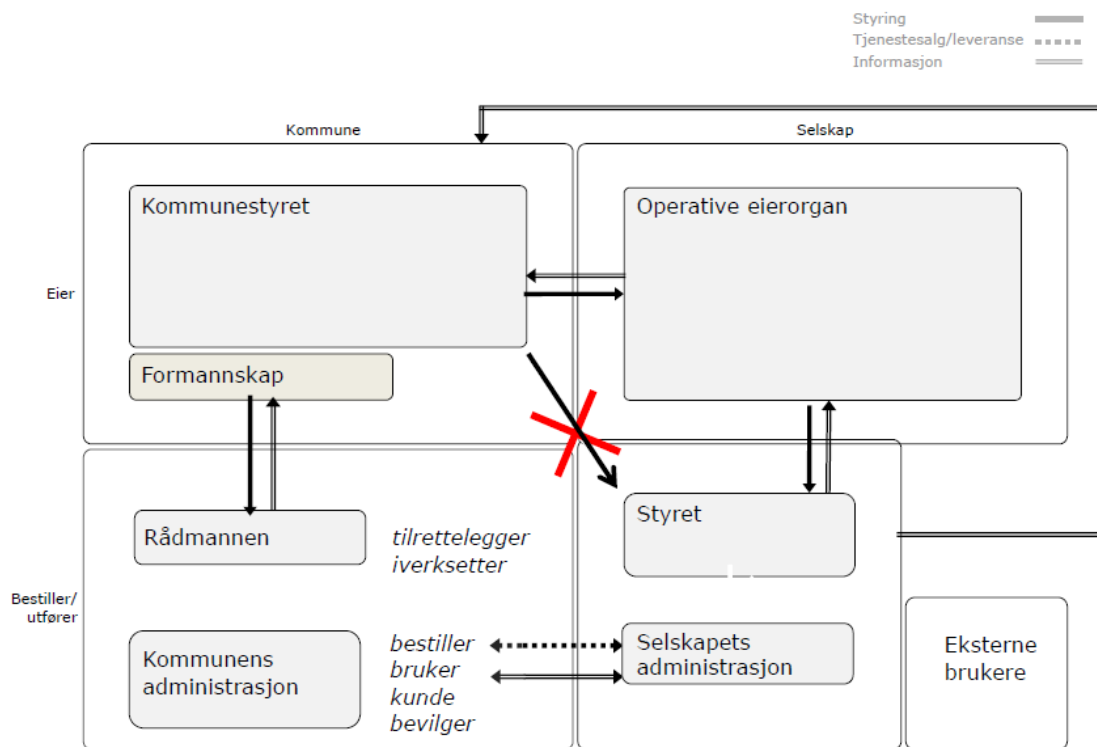 Styring
Tjenestesalg/leveranse
Informasjon
Kommune
Selskap
Kommunestyret
Operative eierorgan
Eier
Formannskap
Styret
Rådmannen
tilrettelegger
iverksetter
Bestiller/
utfører
bestiller
bruker
kunde
bevilger
Kommunens
administrasjon
Selskapets
administrasjon
Eksterne
brukere